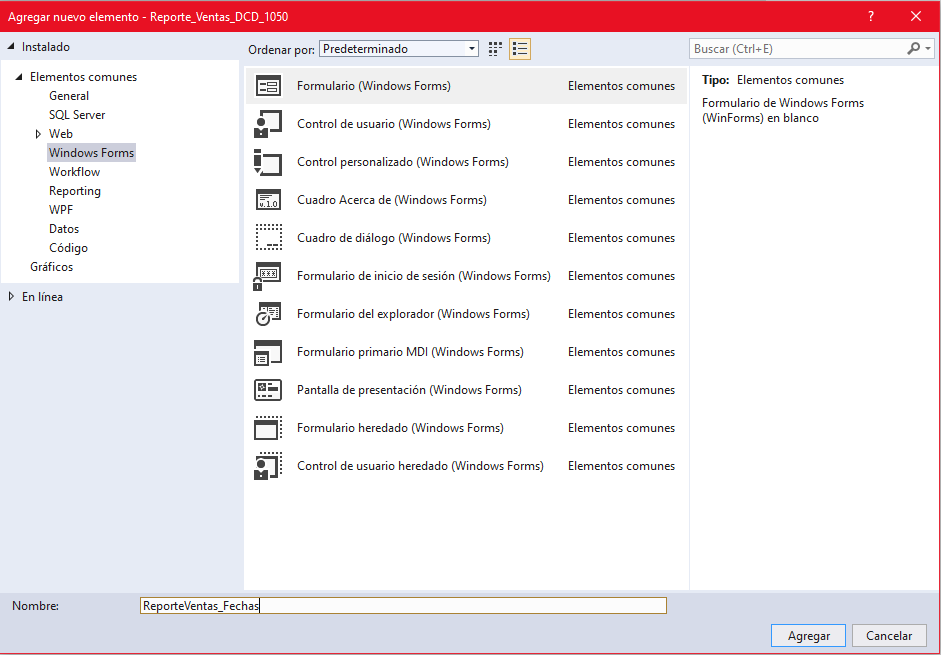 Agregar nuevo elemento - Reporte_Ventas_DCD_1050
?
Instalado
Ordenar por: Predeterminado
Buscar (Ctrl+E)
Elementos comunes
General
SQL Server
Web
Windows Forms
Workflow
Reporting
WPF
Datos
Código
Gráficos
En línea
Formulario (Windows Forms) Elementos comunes
Control de usuario (Windows Forms) Elementos comunes
Control personalizado (Windows Forms) Elementos comunes
Cuadro Acerca de (Windows Forms) Elementos comunes
Cuadro de diálogo (Windows Forms) Elementos comunes
Formulario de inicio de sesión (Windows Forms) Elementos comunes
Formulario del explorador (Windows Forms) Elementos comunes
Formulario primario MDI (Windows Forms) Elementos comunes
Pantalla de presentación (Windows Forms) Elementos comunes
Formulario heredado (Windows Forms) Elementos comunes
Control de usuario heredado (Windows Forms) Elementos comunes
Tipo: Elementos comunes
Formulario de Windows Forms
(WinForms) en blanco
Nombre: ReporteVentas_Fechas
Agregar Cancelar